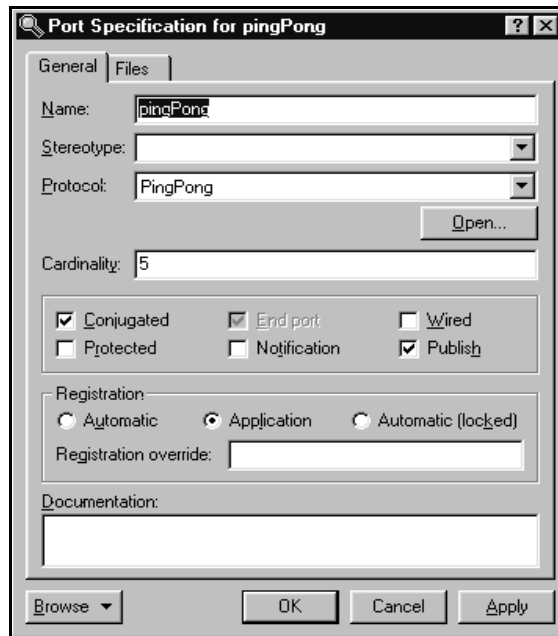 Port Specification for pingPong
General Files
Name: pingPong
Stereotype:
Protocol: PingPong
Open...
Cardinality: 5
Conjugated End port Wired
Protected Notification Publish
Registration
Automatic Application Automatic (locked)
Registration override:
Documentation:
Browse OK Cancel Apply